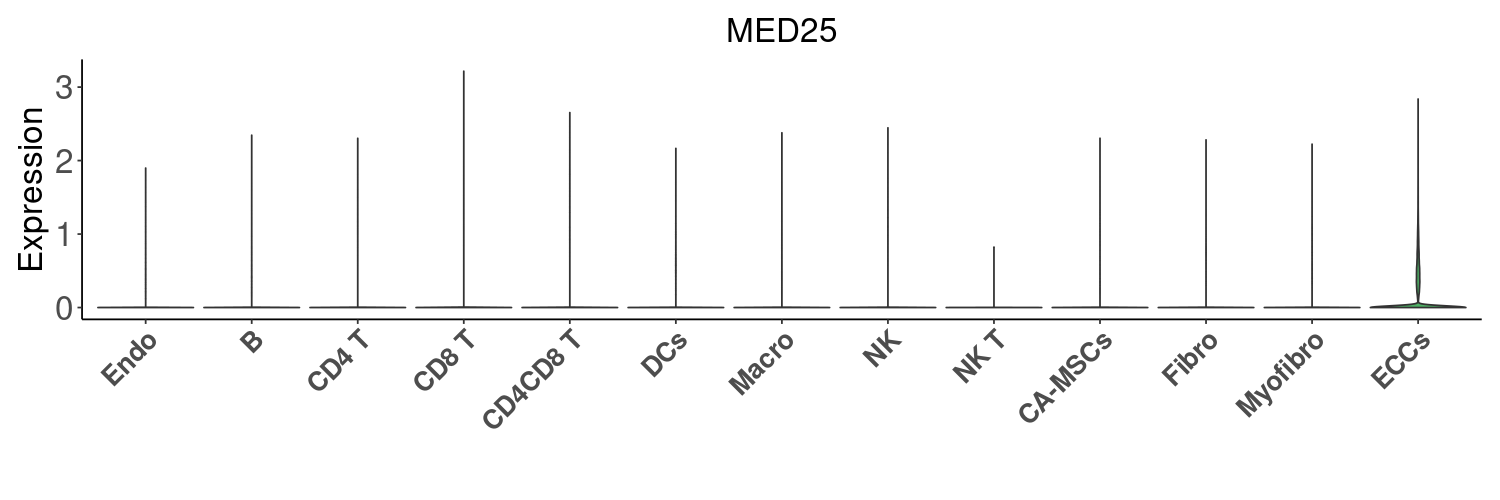 MED25
Expression
3
2
1
0
Endo
B
CD4 T
CD8 T
CD4CD8 T
DCs
Macro
NK
NK T
CA-MSCs
Fibro
Myofibro
ECCs